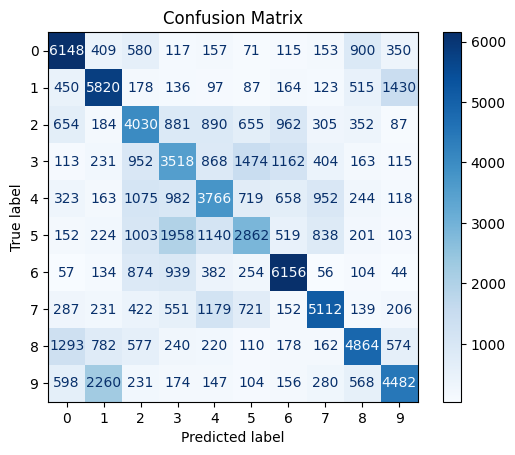 Confusion Matrix
0 6148 409 580 117 157 71 115 153 900 350
1 450 5820 178 136 97 87 164 123 515 1430
2 654 184 4030 881 890 655 962 305 352 87
3 113 231 952 3518 868 1474 1162 404 163 115
4 323 163 1075 982 3766 719 658 952 244 118
5 152 224 1003 1958 1140 2862 519 838 201 103
6 57 134 874 939 382 254 6156 56 104 44
7 287 231 422 551 1179 721 152 5112 139 206
8 1293 782 577 240 220 110 178 162 4864 574
9 598 2260 231 174 147 104 156 280 568 4482
0 1 2 3 4 5 6 7 8 9
Predicted label
True label
6000
5000
4000
3000
2000
1000